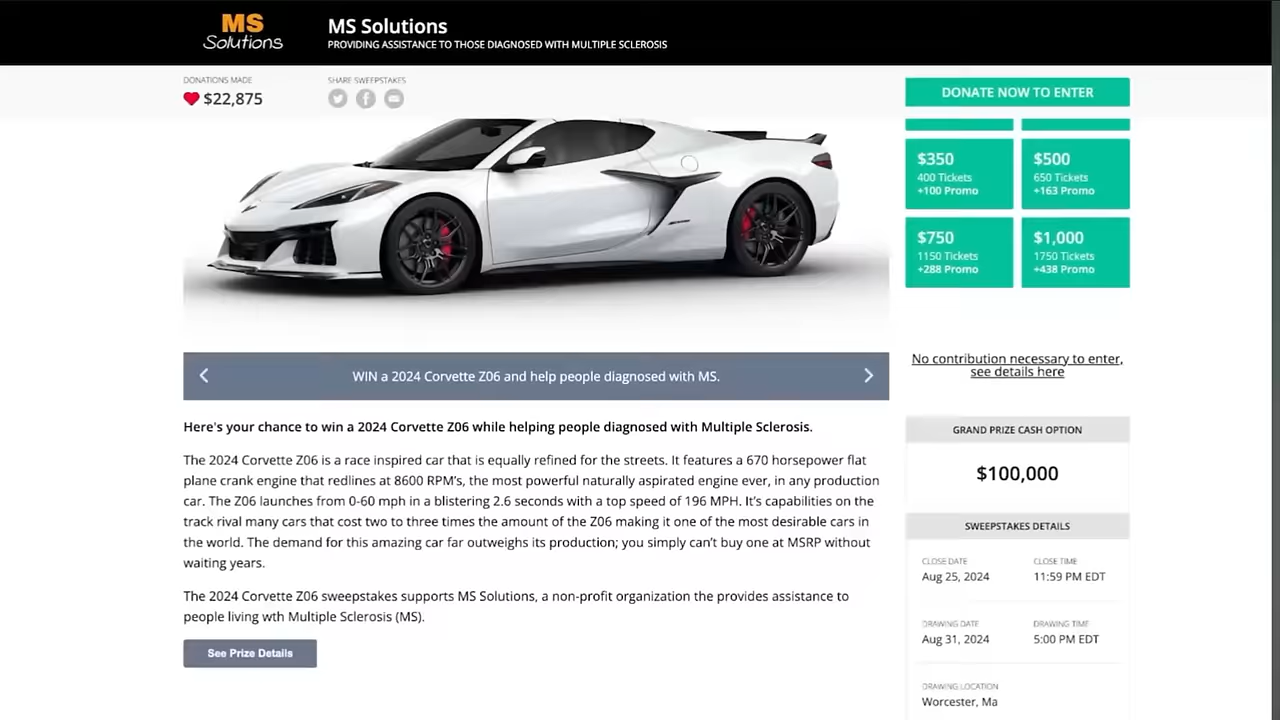 MS
Solutions
MS Solutions
PROVIDING ASSISTANCE TO THOSE DIAGNOSED WITH MULTIPLE SCLEROSIS
DONATIONS MADE
$22,875
SHARE SWEEPSTAKES
DONATE NOW TO ENTER
$350
400 Tickets
+100 Promo
$500
650 Tickets
+163 Promo
$750
1150 Tickets
+288 Promo
$1,000
1750 Tickets
+438 Promo
WIN a 2024 Corvette Z06 and help people diagnosed with MS.
No contribution necessary to enter,
see details here
Here's your chance to win a 2024 Corvette Z06 while helping people diagnosed with Multiple Sclerosis.
The 2024 Corvette Z06 is a race inspired car that is equally refined for the streets. It features a 670 horsepower flat
plane crank engine that redlines at 8600 RPM's, the most powerful naturally aspirated engine ever, in any production
car. The Z06 launches from 0-60 mph in a blistering 2.6 seconds with a top speed of 196 MPH. It's capabilities on the
track rival many cars that cost two to three times the amount of the Z06 making it one of the most desirable cars in
the world. The demand for this amazing car far outweighs its production; you simply can't buy one at MSRP without
waiting years.
The 2024 Corvette Z06 sweepstakes supports MS Solutions, a non-profit organization the provides assistance to
people living wth Multiple Sclerosis (MS).
See Prize Details
GRAND PRIZE CASH OPTION
$100,000
SWEEPSTAKES DETAILS
CLOSE DATE
Aug 25, 2024
CLOSE TIME
11:59 PM EDT
DRAWING DATE
Aug 31, 2024
DRAWING TIME
5:00 PM EDT
DRAWING LOCATION
Worcester, Ma